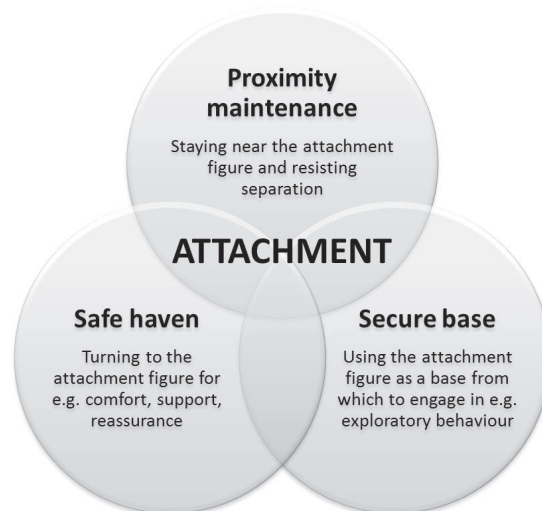 Proximity
maintenance
Staying near the attachment
figure and resisting
separation
ATTACHMENT
Safe haven
Turning to the
attachment figure for
e.g. comfort, support,
reassurance
Secure base
Using the attachment
figure as a base from
which to engage in e.g.
exploratory behaviour